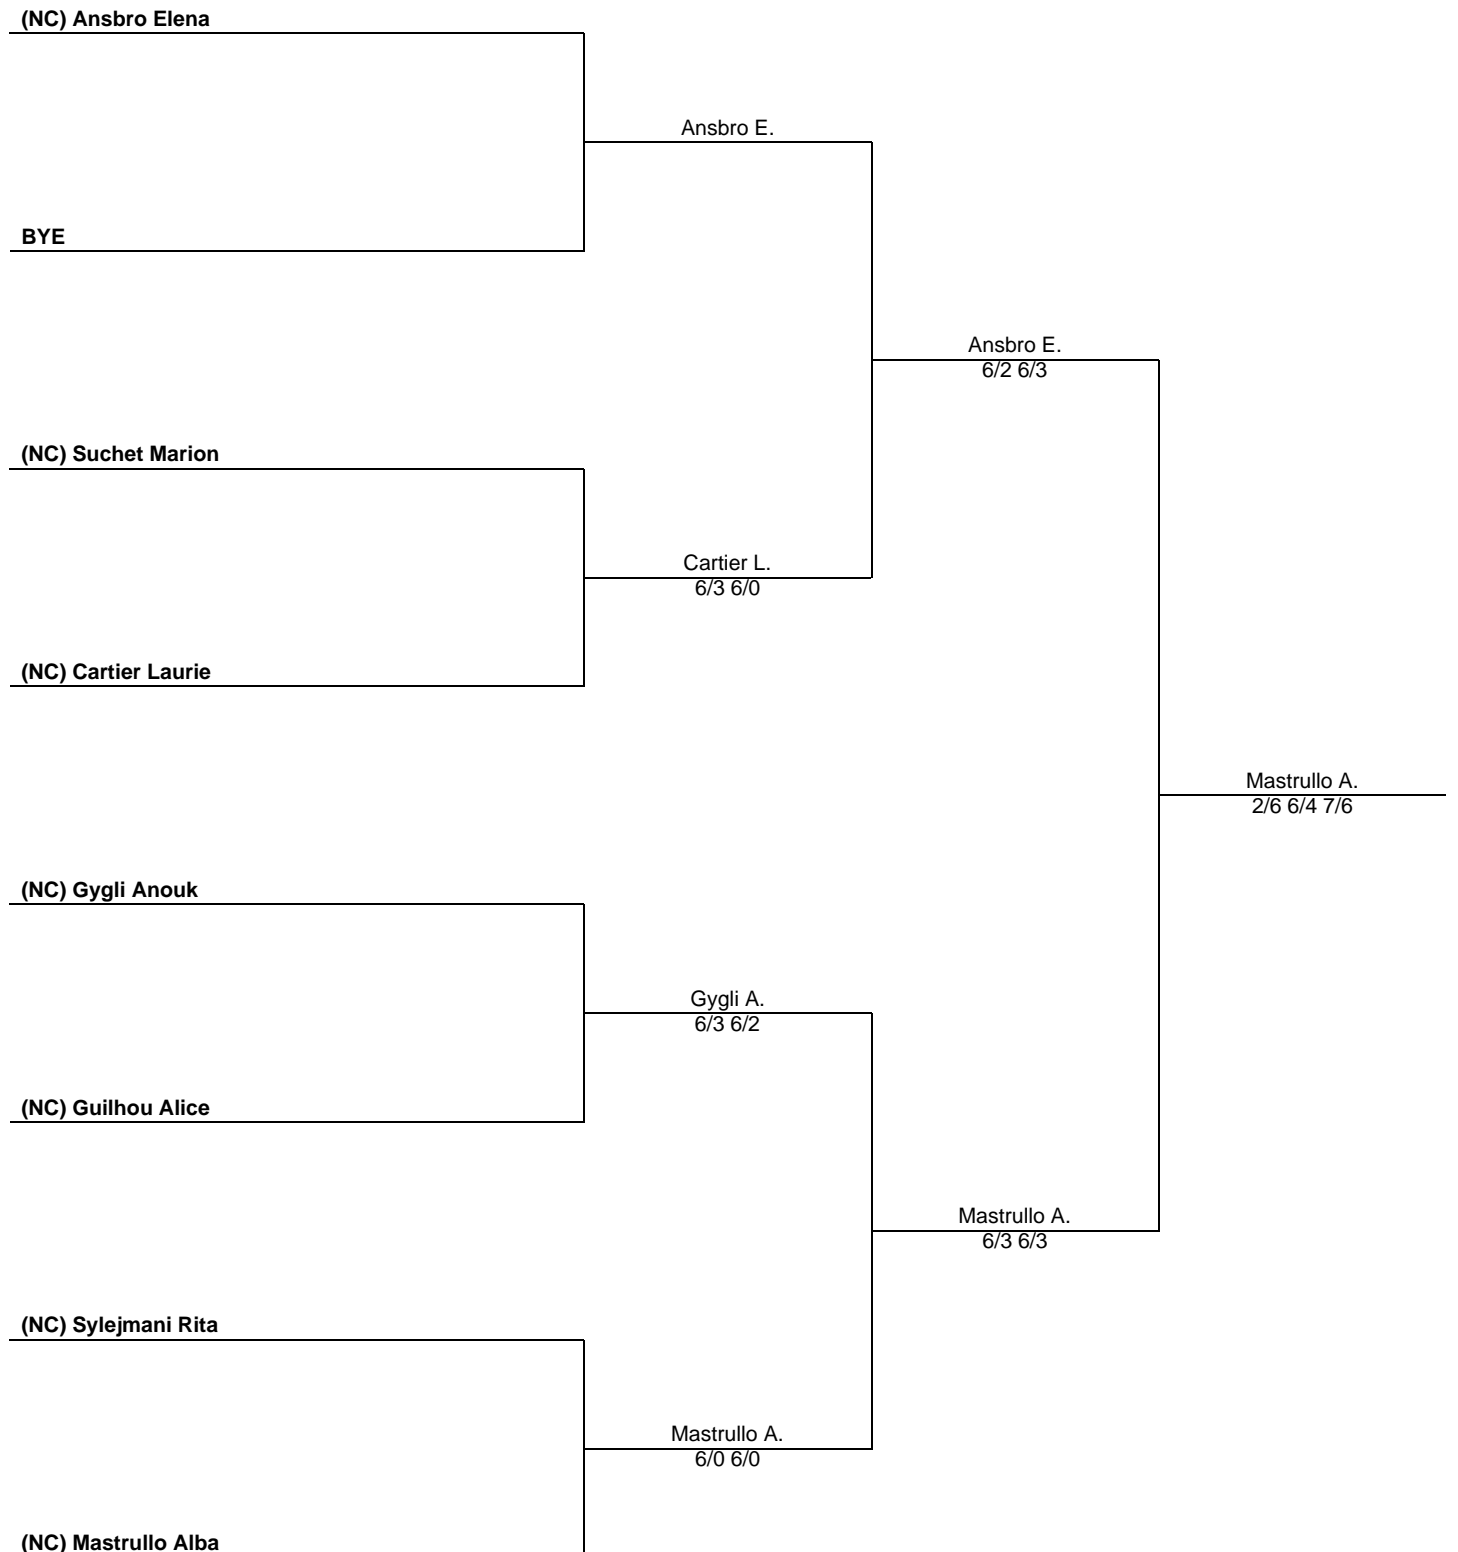 (NC) Ansbro Elena
Ansbro E.
BYE
Ansbro E.
6/2 6/3
(NC) Suchet Marion
Cartier L.
6/3 6/0
(NC) Cartier Laurie
Mastrullo A.
2/6 6/4 7/6
(NC) Gygli Anouk
Gygli A.
6/3 6/2
(NC) Guilhou Alice
Mastrullo A.
6/3 6/3
(NC) Sylejmani Rita
Mastrullo A.
6/0 6/0
(NC) Mastrullo Alba